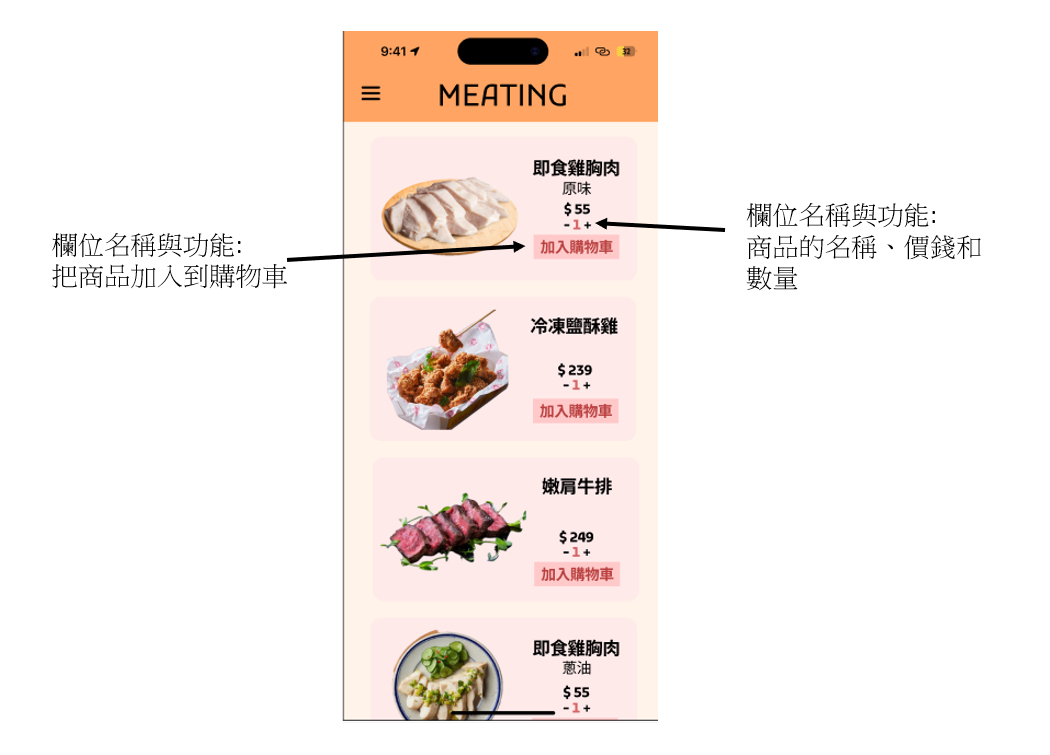 9:41
32
MEATING
即食雞胸肉
原味
$55
-1+
加入購物車
欄位名稱與功能:
把商品加入到購物車
欄位名稱與功能:
商品的名稱、價錢和
數量
冷凍鹽酥雞
$239
-1+
加入購物車
嫩肩牛排
$249
-1+
加入購物車
即食雞胸肉
蔥油
$55
-1+